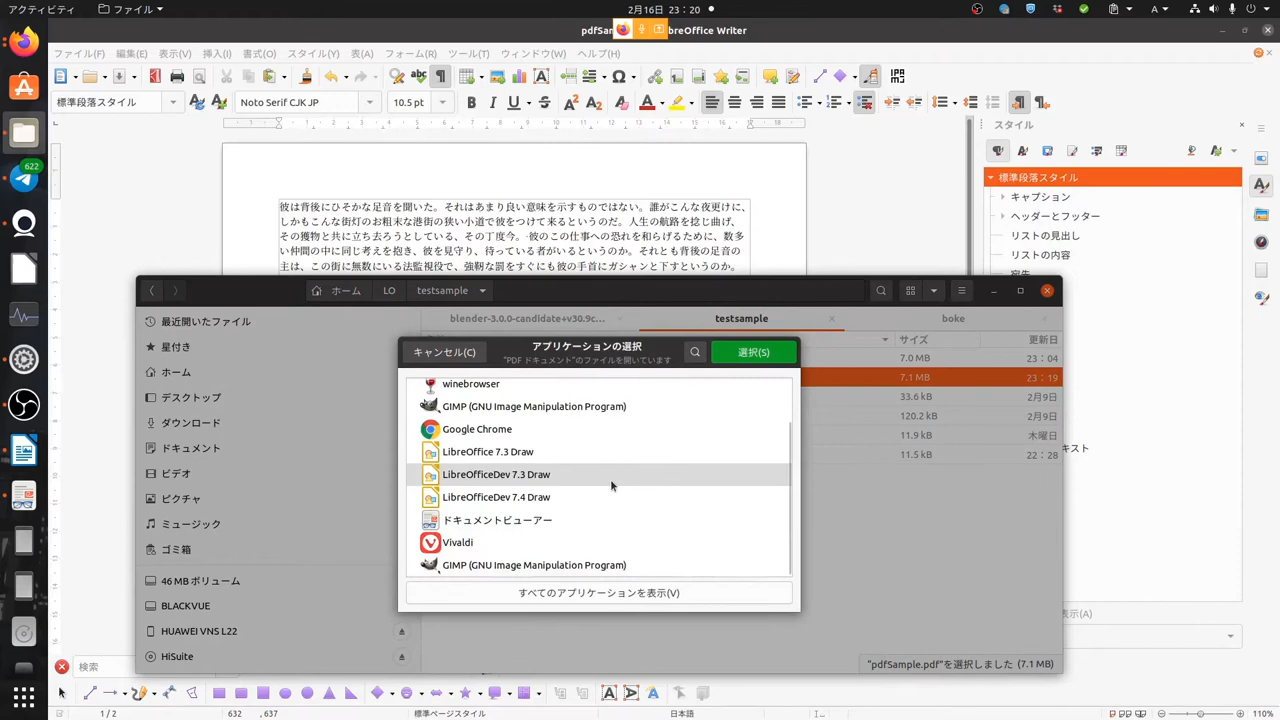 アクティビティ
ファイル
2月16日 23：20
A
pdfSam
breOffice Writer
ファイル(F) 編集(E) 表示(V) 挿入(I) 書式(O) スタイル(Y) 表(A) フォーム(R) ツール(T) ウィンドウ(W) ヘルプ(H)
標準段落スタイル
Noto Serif CJK JP
10.5 pt
622
スタイル
標準段落スタイル
キャプション
ヘッダーとフッター
リストの見出し
リストの内容
彼は背後にひそかな足音を聞いた。それはあまり良い意味を示すものではない。誰がこんな夜更けに、
しかもこんな街灯のお粗末な港街の狭い小道で彼をつけて来るというのだ。人生の航路を捻じ曲げ、
その獲物と共に立ち去ろうとしている、その丁度今。彼のこの仕事への恐れを和らげるために、数多
い仲間の中に同じ考えを抱き、彼を見守り、待っている者がいるというのか。それとも背後の足音の
主は、この街に無数にいる法監視役で、強靭な罰をすぐにも彼の手首にガシャンと下すというのか。
ホーム LO testsample
最近開いたファイル
星付き
ホーム
デスクトップ
ダウンロード
ドキュメント
ビデオ
ピクチャ
ミュージック
ゴミ箱
46 MB ボリューム
BLACKVUE
HUAWEI VNS L22
HiSuite
blender-3.0.0-candidate+v30.9c...
testsample
boke
サイズ 更新日
7.0 MB 23：04
7.1 MB 23：19
33.6 kB 2月9日
120.2 kB 2月9日
11.9 kB 木曜日
11.5 kB 22：28
キャンセル(C)
アプリケーションの選択
"PDF ドキュメント"のファイルを開いています
選択(S)
winebrowser
GIMP (GNU Image Manipulation Program)
Google Chrome
LibreOffice 7.3 Draw
LibreOfficeDev 7.3 Draw
LibreOfficeDev 7.4 Draw
ドキュメントビューアー
Vivaldi
GIMP (GNU Image Manipulation Program)
すべてのアプリケーションを表示(V)
"pdfSample.pdf"を選択しました (7.1 MB)
キスト
表示(A)
検索
1 / 2
632
,637
標準ページスタイル
日本語
110%